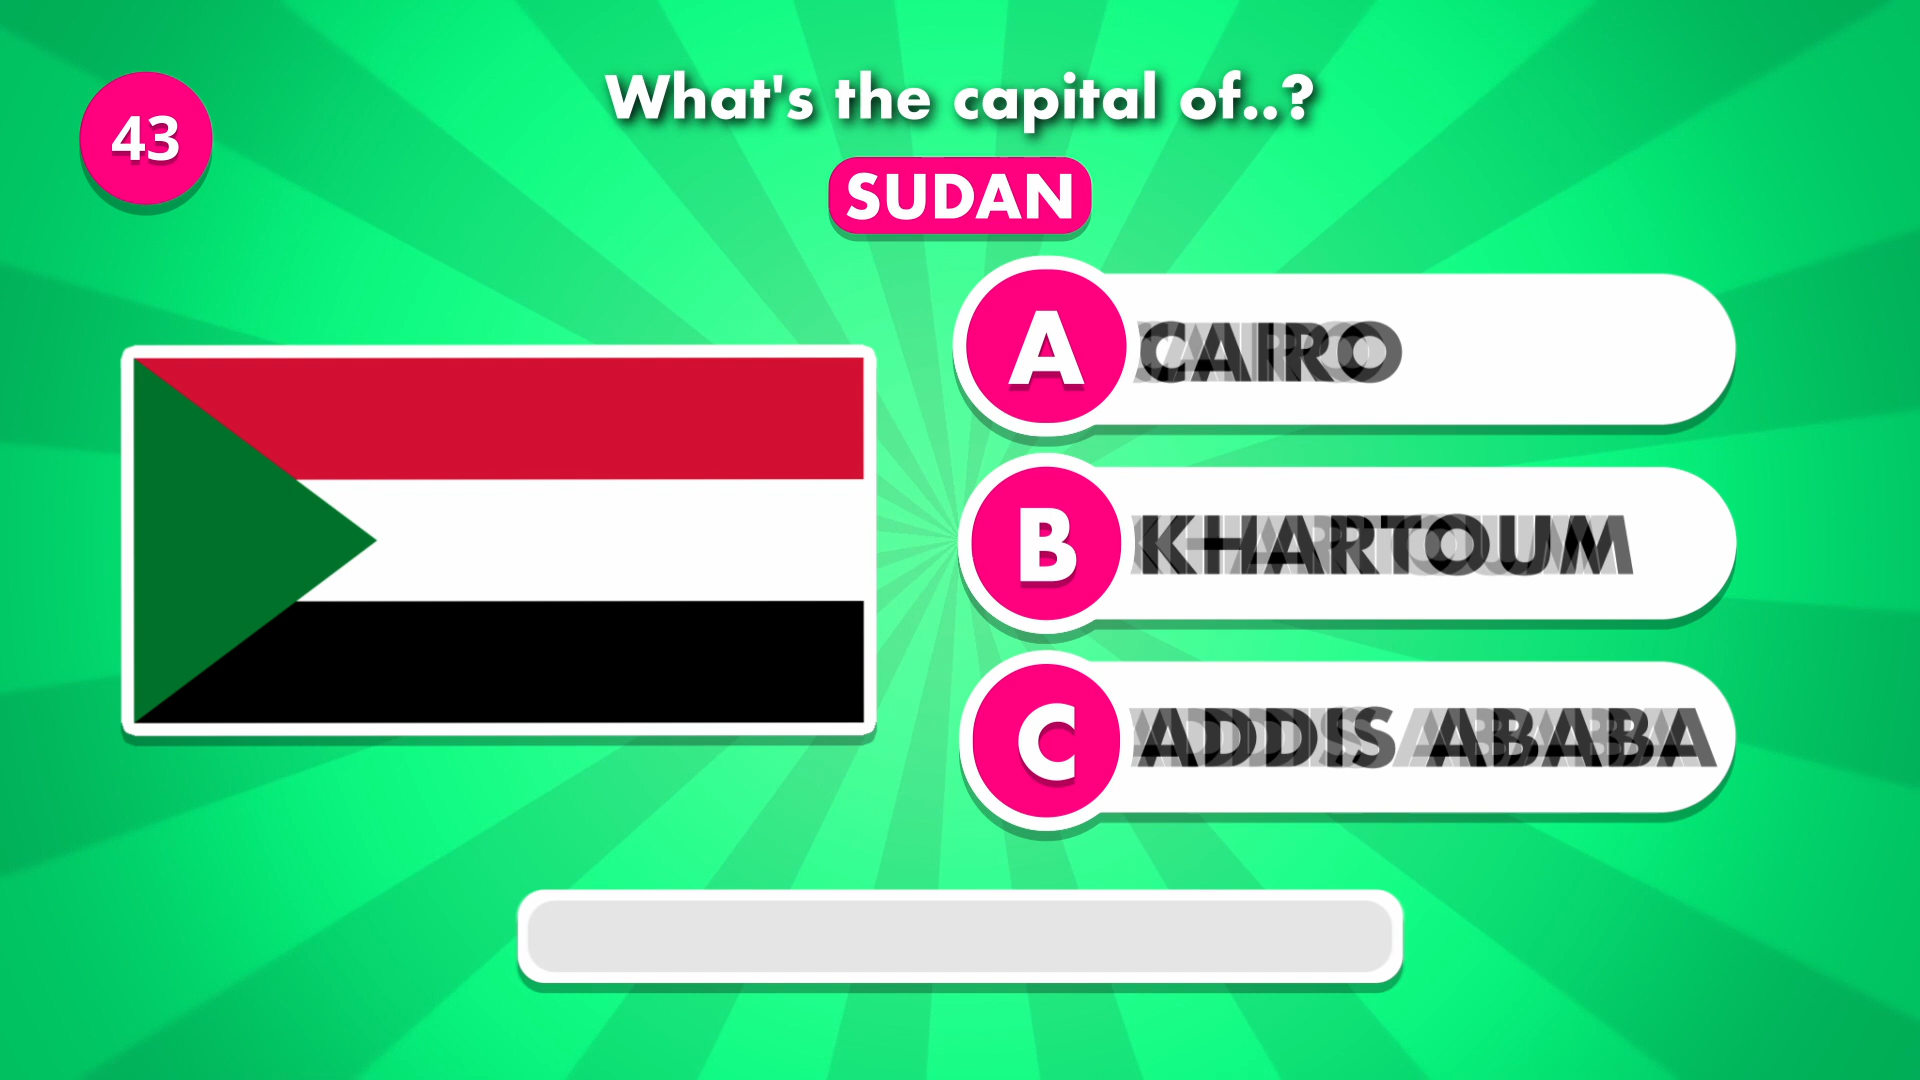 43
What's the capital of..?
SUDAN
A CAIRO
B KHARTOUM
C ADDIS ABABA